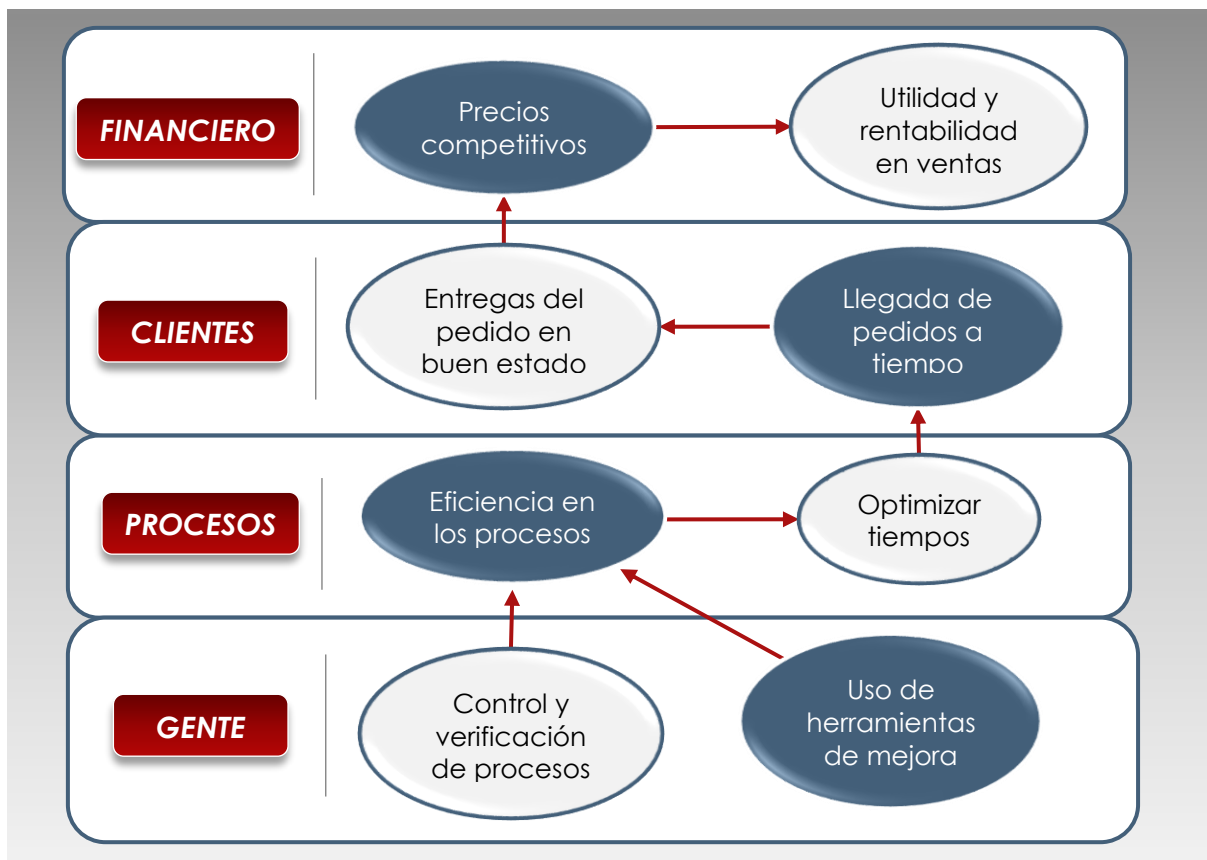 FINANCIERO
Precios
competitivos
Utilidad y
rentabilidad
en ventas
CLIENTES
Entregas del
pedido en
buen estado
Llegada de
pedidos a
tiempo
PROCESOS
Eficiencia en
los procesos
Optimizar
tiempos
GENTE
Control y
verificación
de procesos
Uso de
herramientas
de mejora